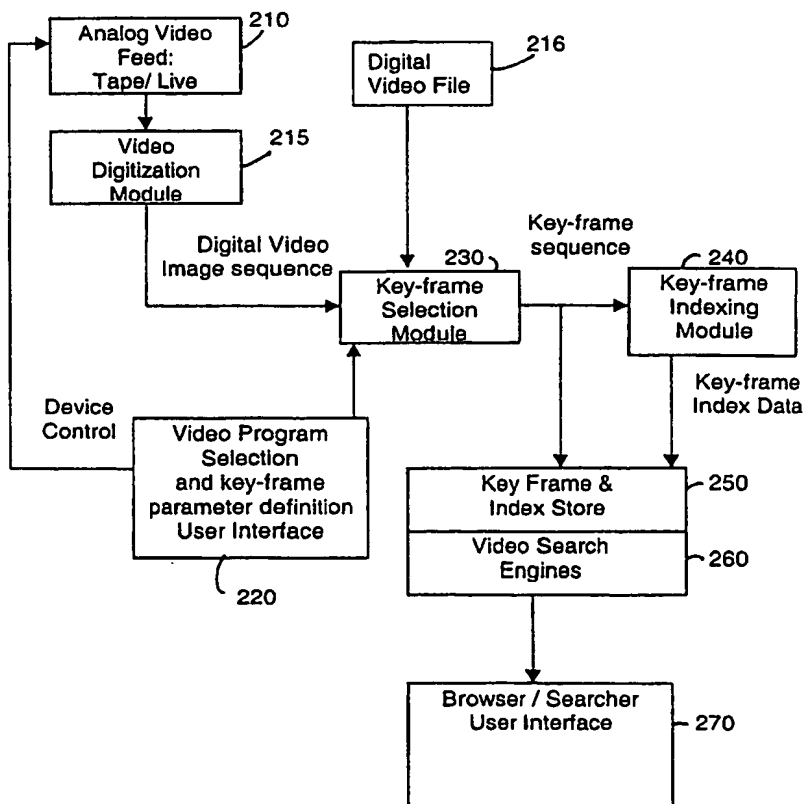 Analog Video
Feed:
Tape/ Live
210
Digital
Video File
216
Video
Digitization
Module
215
Digital Video
Image sequence
Key-frame
sequence
230
Key-frame
Selection
Module
240
Key-frame
Indexing
Module
Key-frame
Index Data
Device
Control
Video Program
Selection
and key-frame
parameter definition
User Interface
220
Key Frame &
Index Store
250
Video Search
Engines
260
Browser / Searcher
User Interface
270